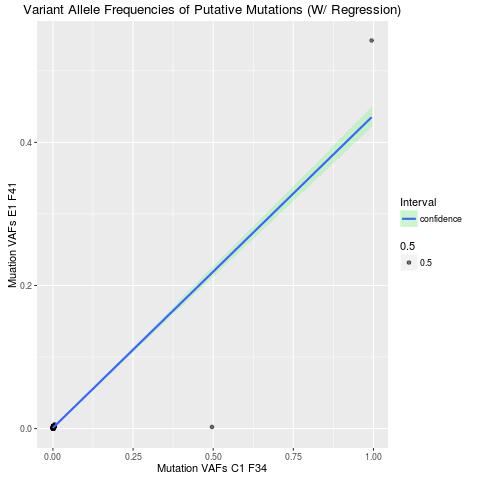 Variant Allele Frequencies of Putative Mutations (W/ Regression)
0.4
0.2
0.0
Muation VAFs E1 F41
0.00 0.25 0.50 0.75 1.00
Mutation VAFs C1 F34
Interval
confidence
0.5
0.5